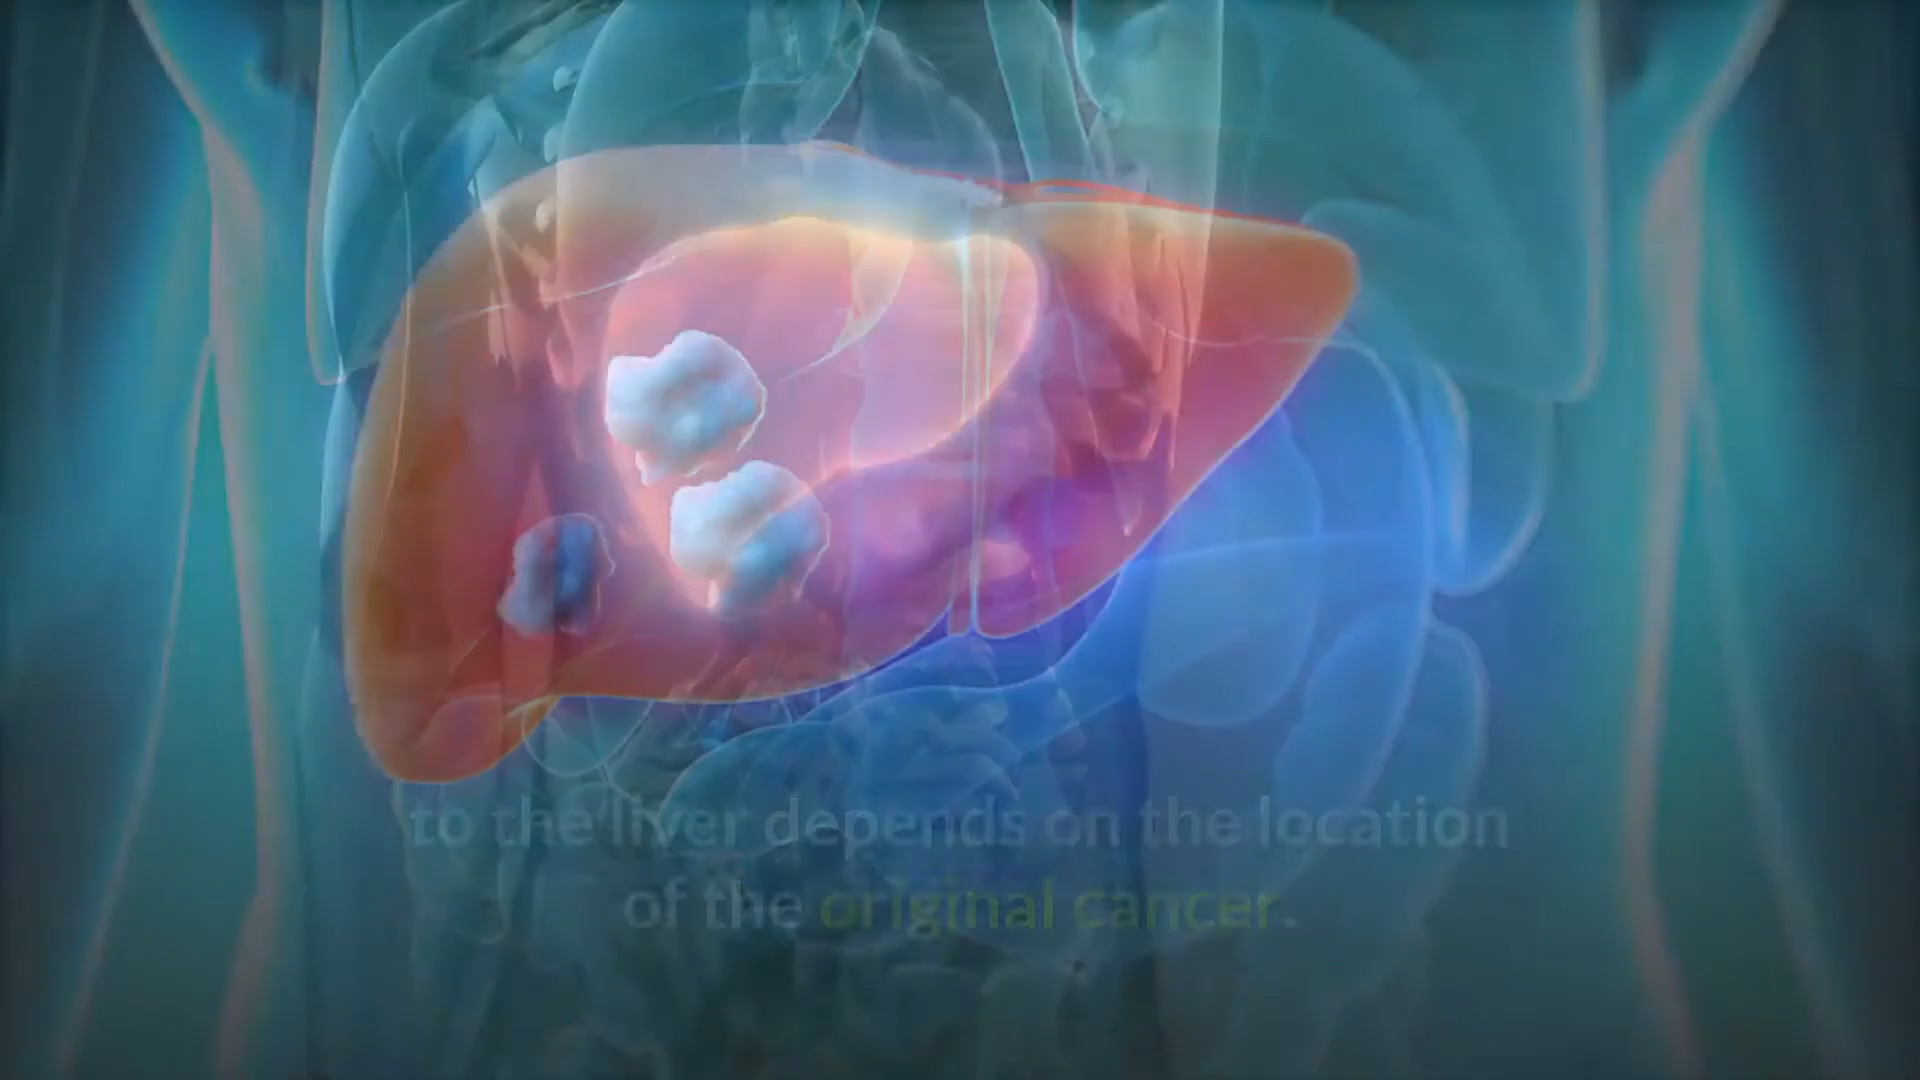 to the liver depends on the location
of the original cancer.